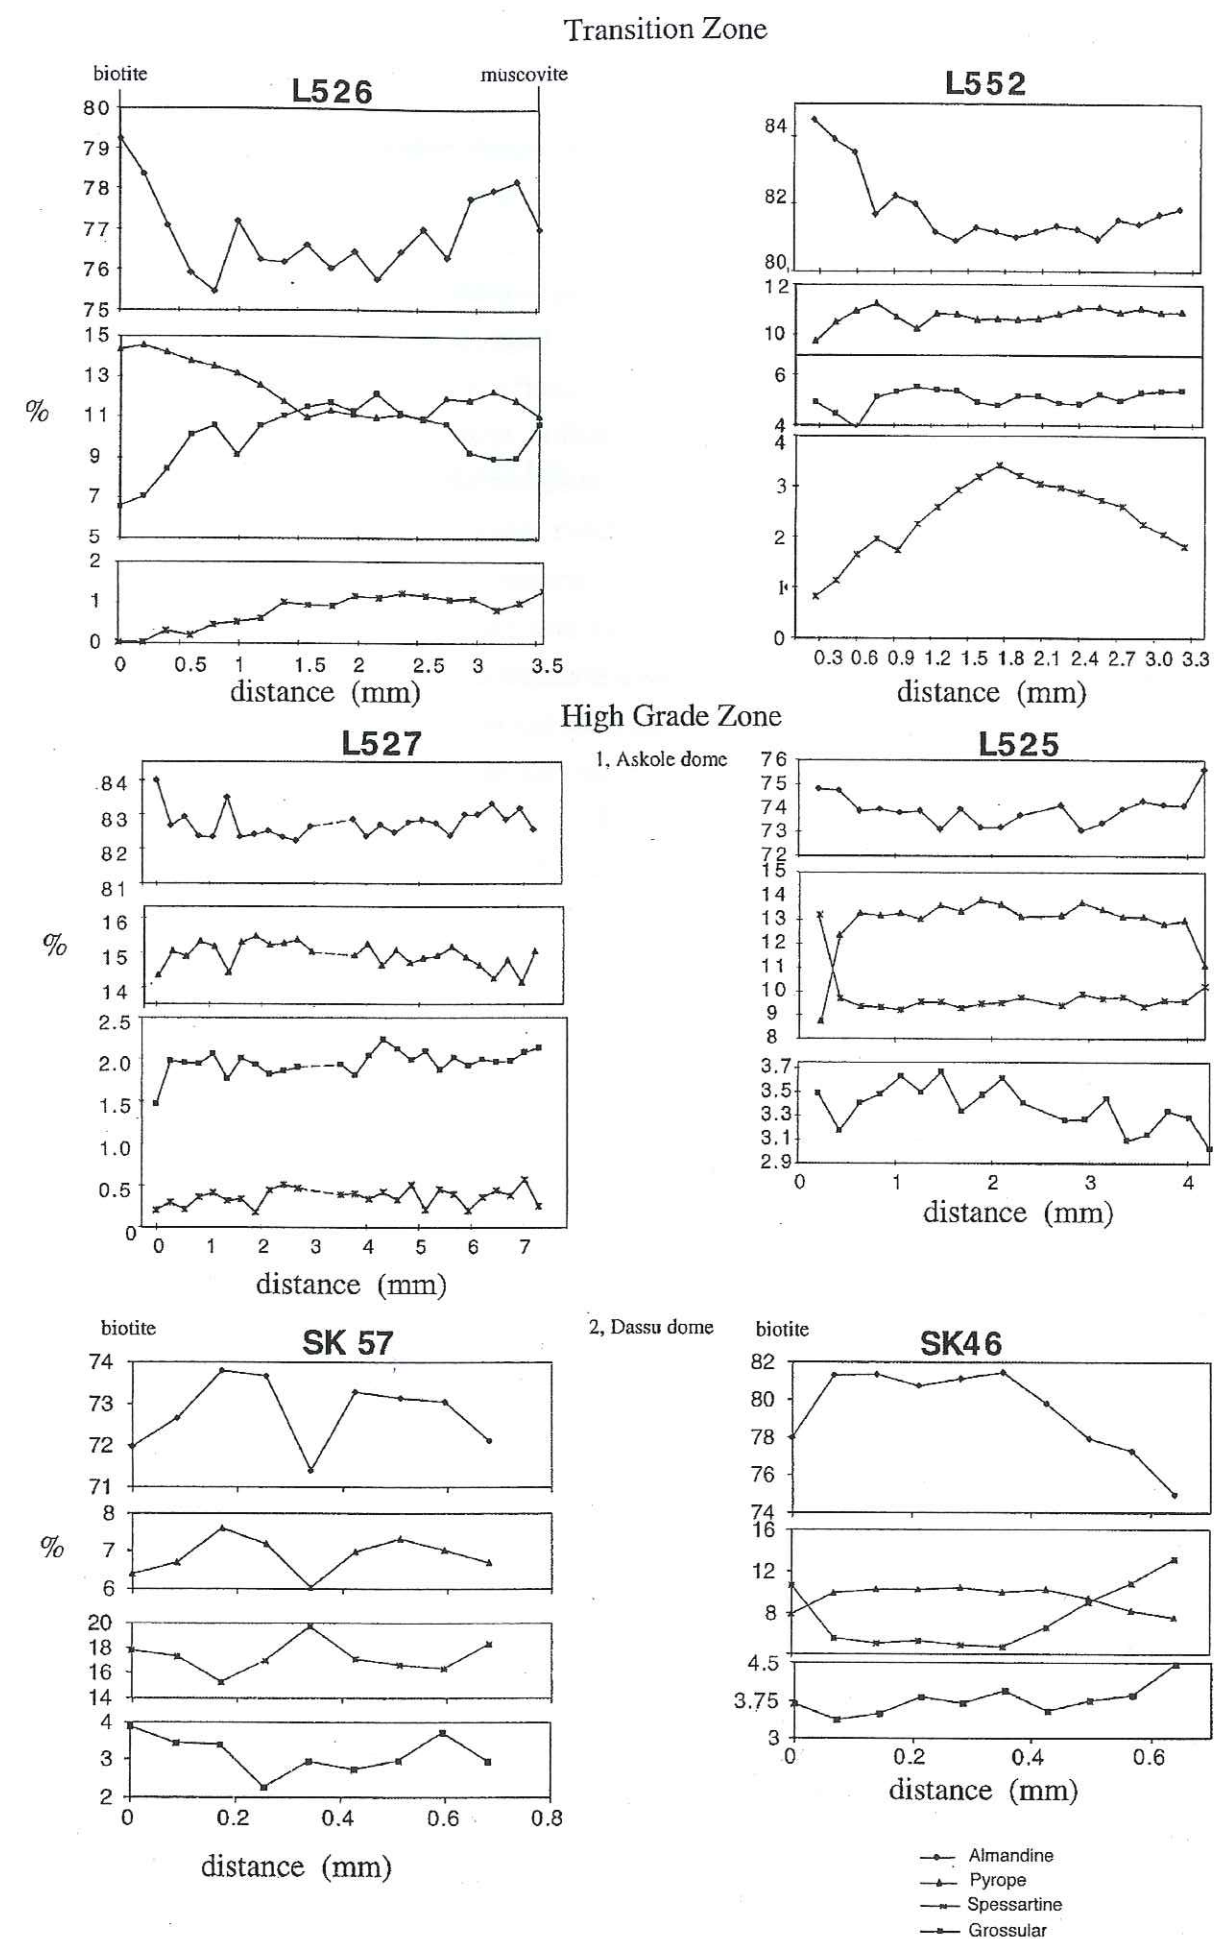 Transition Zone
biotite
L526
muscovite
80
79
78
77
76
75
15
13
11
9
7
5
%
2
1
0
0 0.5 1 1.5 2 2.5 3 3.5
distance (mm)
L552
84
82
80
12
10
6
4
4
3
2
1
0
0.3 0.6 0.9 1.2 1.5 1.8 2.1 2.4 2.7 3.0 3.3
distance (mm)
High Grade Zone
1, Askole dome
L527
84
83
82
81
16
15
14
%
2.5
2.0
1.5
1.0
0.5
0
0 1 2 3 4 5 6 7
distance (mm)
L525
76
75
74
73
72
15
14
13
12
11
10
9
8
3.7
3.5
3.3
3.1
2.9
0 1 2 3 4
distance (mm)
2, Dassu dome
biotite
SK 57
74
73
72
71
8
7
6
%
20
18
16
14
4
3
2
0 0.2 0.4 0.6 0.8
distance (mm)
biotite
SK46
82
80
78
76
74
16
12
8
4.5
3.75
3
0 0.2 0.4 0.6
distance (mm)
Almandine
Pyrope
Spessartine
Grossular